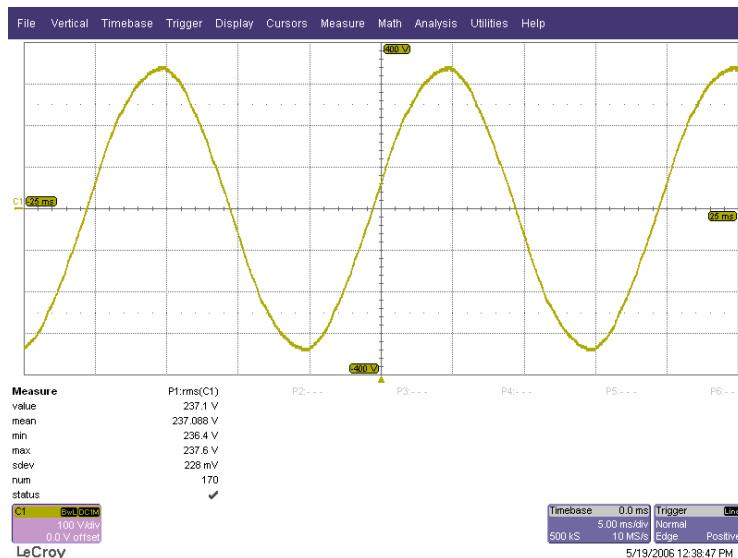 File Vertical Timebase Trigger Display Cursors Measure Math Analysis Utilities Help
400 V
C1 -25 ms
25 ms
-400 V
Measure P1:rms(C1) P2:- - - P3:- - - P4:- - - P5:- - - P6:- -
value 237.1 V
mean 237.088 V
min 236.4 V
max 237.6 V
sdev 228 mV
num 170
status ✓
C1 BwL DC1M
100 V/div
0.0 V offset
Timebase 0.0 ms
5.00 ms/div
500 kS 10 MS/s
Trigger
Normal
Edge Positive
LeCroy
5/19/2006 12:38:47 PM